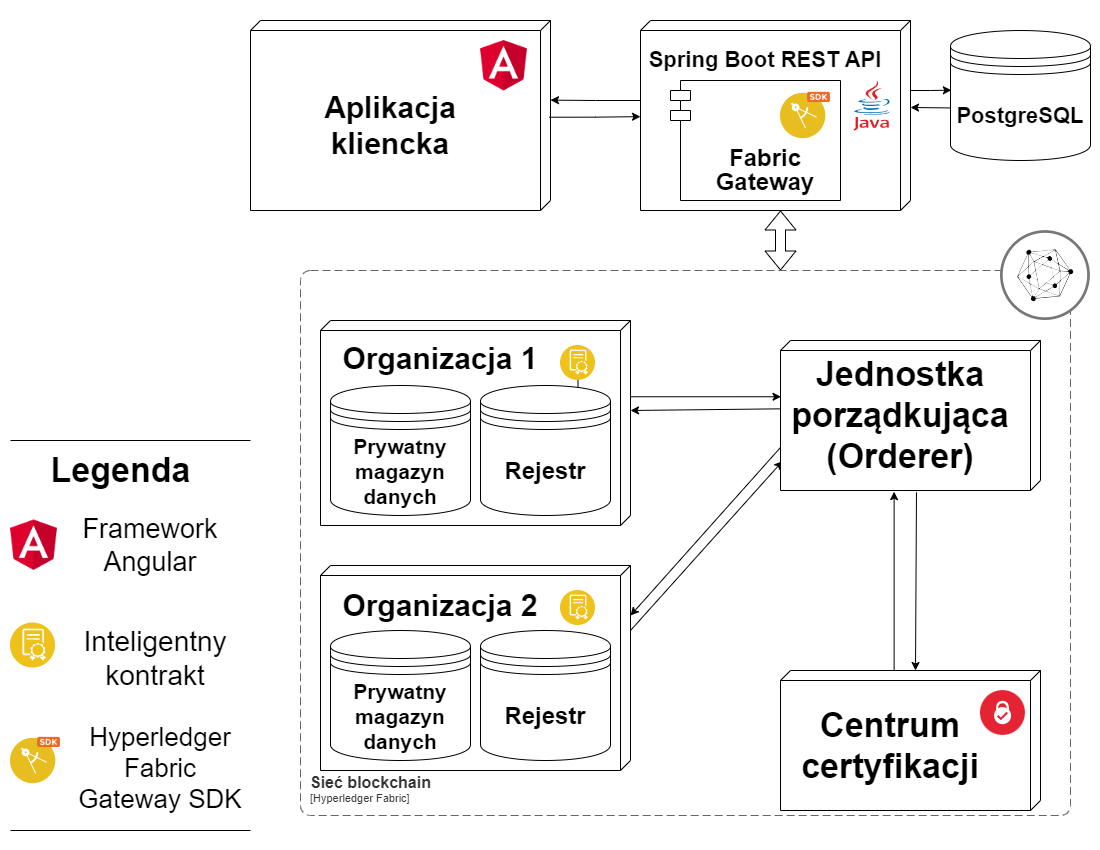 Aplikacja
kliencka
Spring Boot REST API
SDK
Java
Fabric
Gateway
PostgreSQL
Organizacja 1
Prywatny
magazyn
danych
Rejestr
Jednostka
porządkująca
(Orderer)
Organizacja 2
Prywatny
magazyn
danych
Rejestr
Centrum
certyfikacji
Sieć blockchain
[Hyperledger Fabric]
Legenda
Framework
Angular
Inteligentny
kontrakt
SDK
Hyperledger
Fabric
Gateway SDK